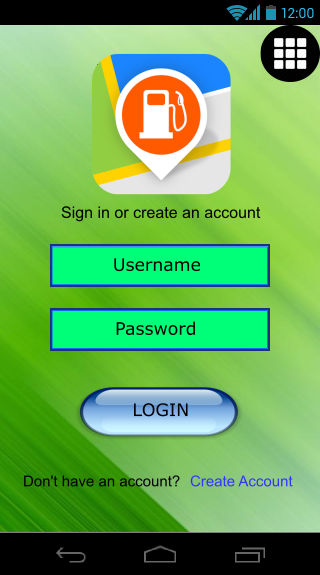 12:00
Sign in or create an account
Username
Password
LOGIN
Don't have an account? Create Account